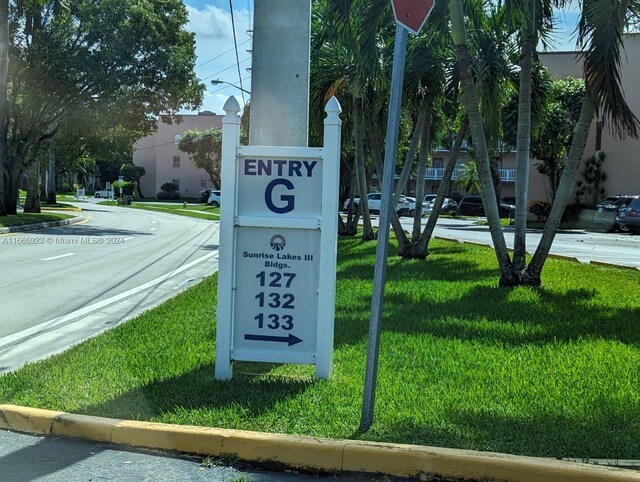 A11665923 © 2024 | Miami MLS
ENTRY
G
Sunrise Lakes III
Bldgs.
127
132
133